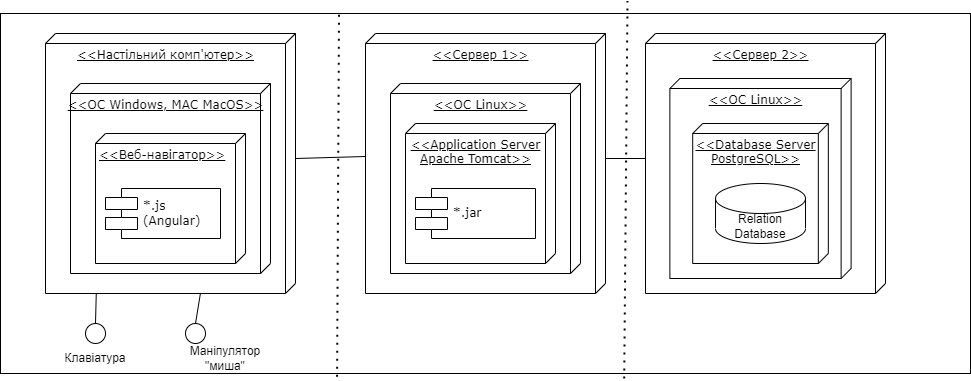 <<Настільний комп'ютер>>
<<ОС Windows, MAC MacOS>>
<<Веб-навігатор>>
*.js
(Angular)
Клавіатура
Маніпулятор
"миша"
<<Сервер 1>>
<<ОС Linux>>
<<Application Server
Apache Tomcat>>
*.jar
<<Сервер 2>>
<<ОС Linux>>
<<Database Server
PostgreSQL>>
Relation
Database